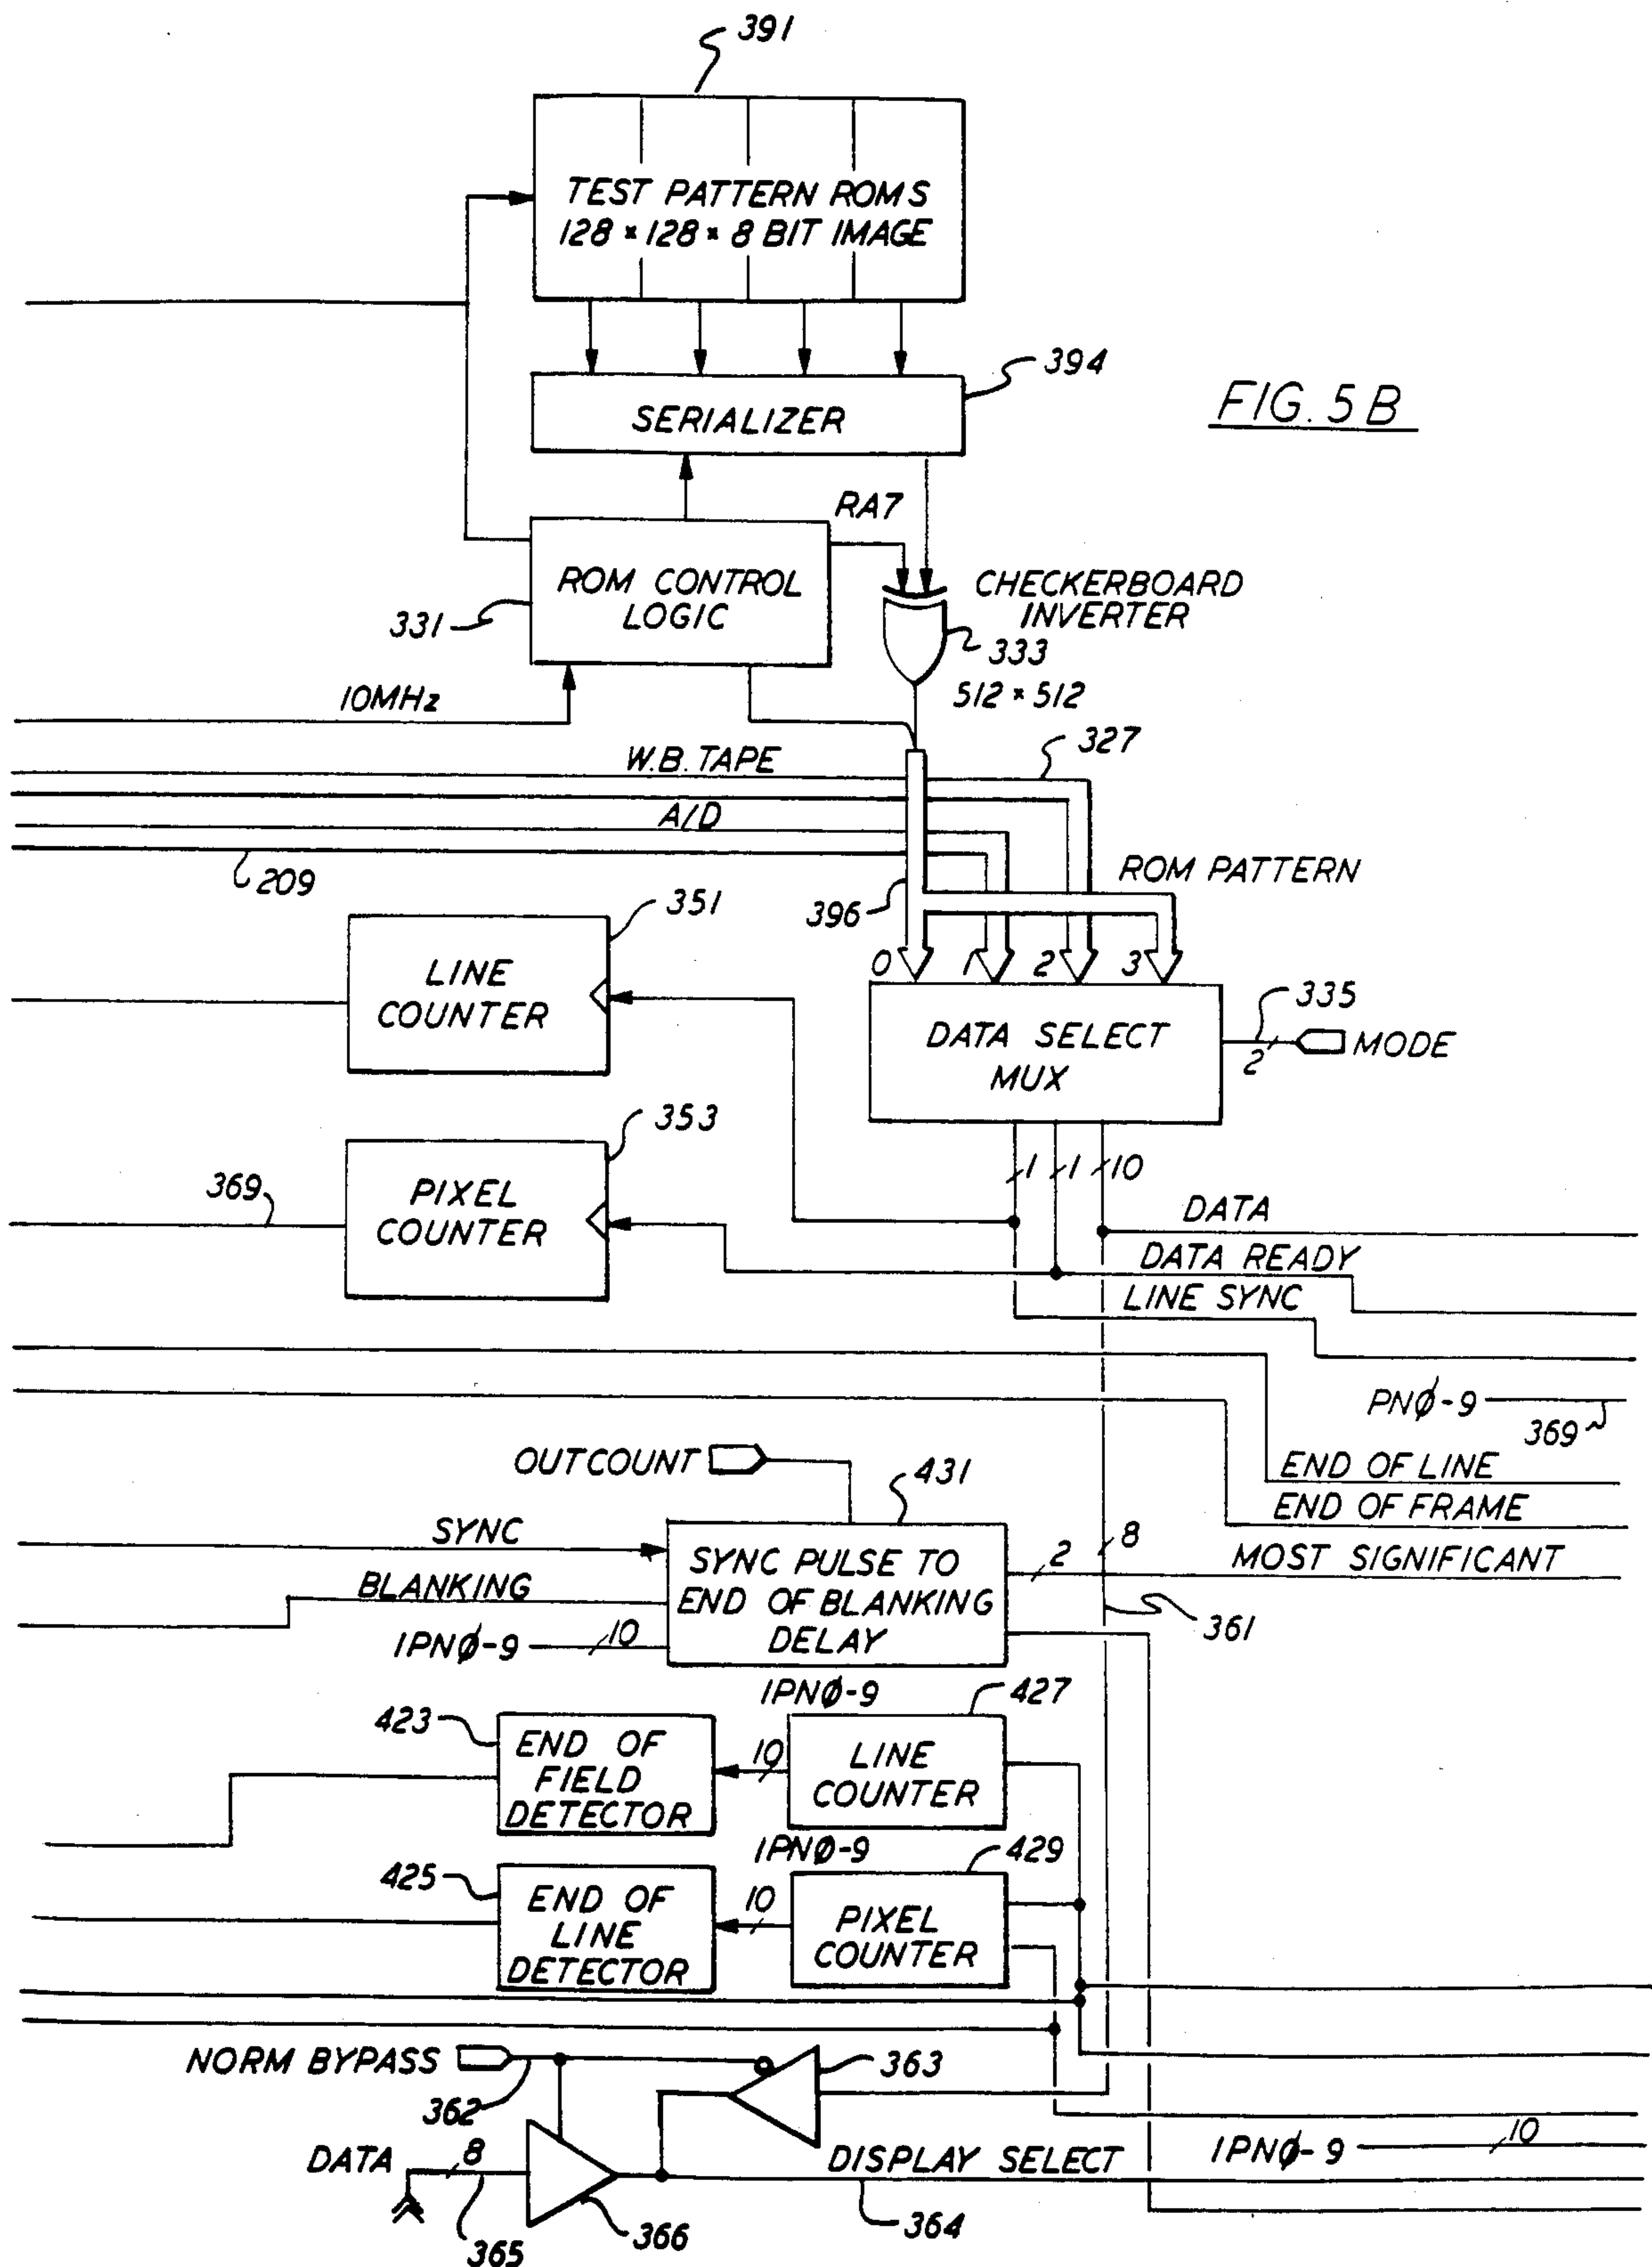 391
TEST PATTERN ROMS
128 × 128 × 8 BIT IMAGE
394
SERIALIZER
FIG. 5B
RA7
ROM CONTROL
LOGIC
331
CHECKERBOARD
INVERTER
333
512 × 512
10MHz
W.B. TAPE
327
A/D
209
ROM PATTERN
396
351
LINE
COUNTER
0
1
2
3
DATA SELECT
MUX
335
2
MODE
353
369
PIXEL
COUNTER
1
1
10
DATA
DATA READY
LINE SYNC
PNØ-9
369
OUTCOUNT
431
END OF LINE
END OF FRAME
SYNC
SYNC PULSE TO
END OF BLANKING
DELAY
2
8
MOST SIGNIFICANT
BLANKING
361
IPNØ-9
10
IPNØ-9
427
423
END OF
FIELD
DETECTOR
10
LINE
COUNTER
IPNØ-9
429
425
END OF
LINE
DETECTOR
10
PIXEL
COUNTER
NORM BYPASS
363
362
DATA
8
DISPLAY SELECT
IPNØ-9
10
365
366
364